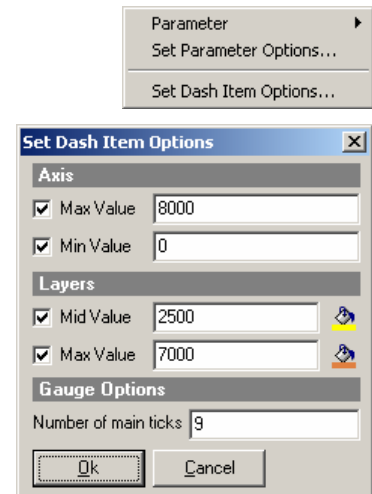 Parameter
Set Parameter Options...
Set Dash Item Options...
Set Dash Item Options
Axis
Max Value 8000
Min Value 0
Layers
Mid Value 2500
Max Value 7000
Gauge Options
Number of main ticks 9
Ok Cancel